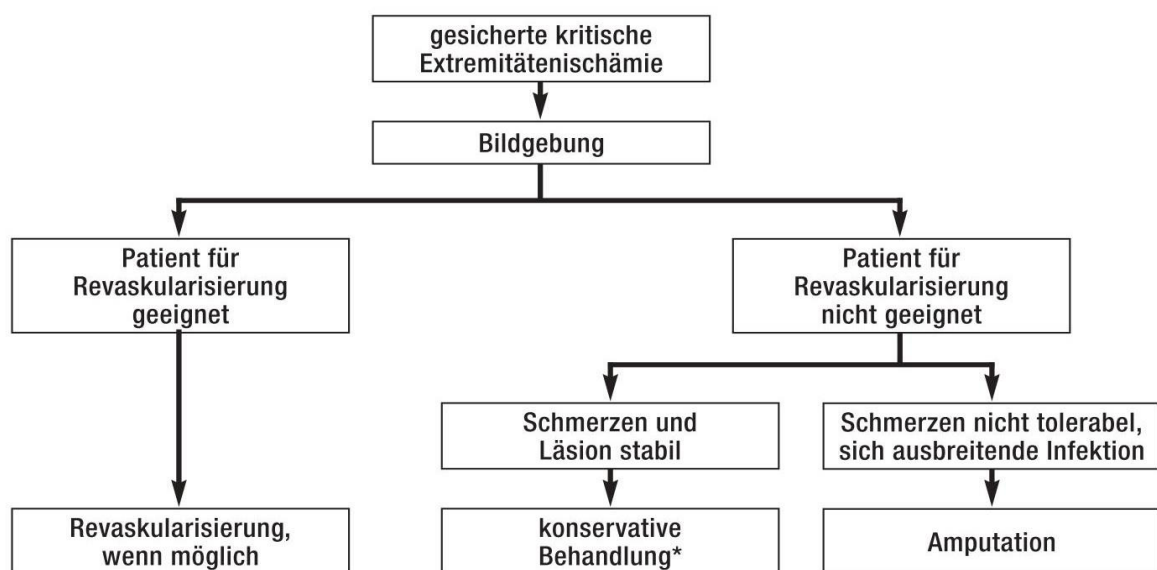 gesicherte kritische
Extremitätenischämie
Bildgebung
Patient für
Revaskularisierung
geeignet
Patient für
Revaskularisierung
nicht geeignet
Schmerzen und
Läsion stabil
Schmerzen nicht tolerabel,
sich ausbreitende Infektion
Revaskularisierung,
wenn möglich
konservative
Behandlung*
Amputation